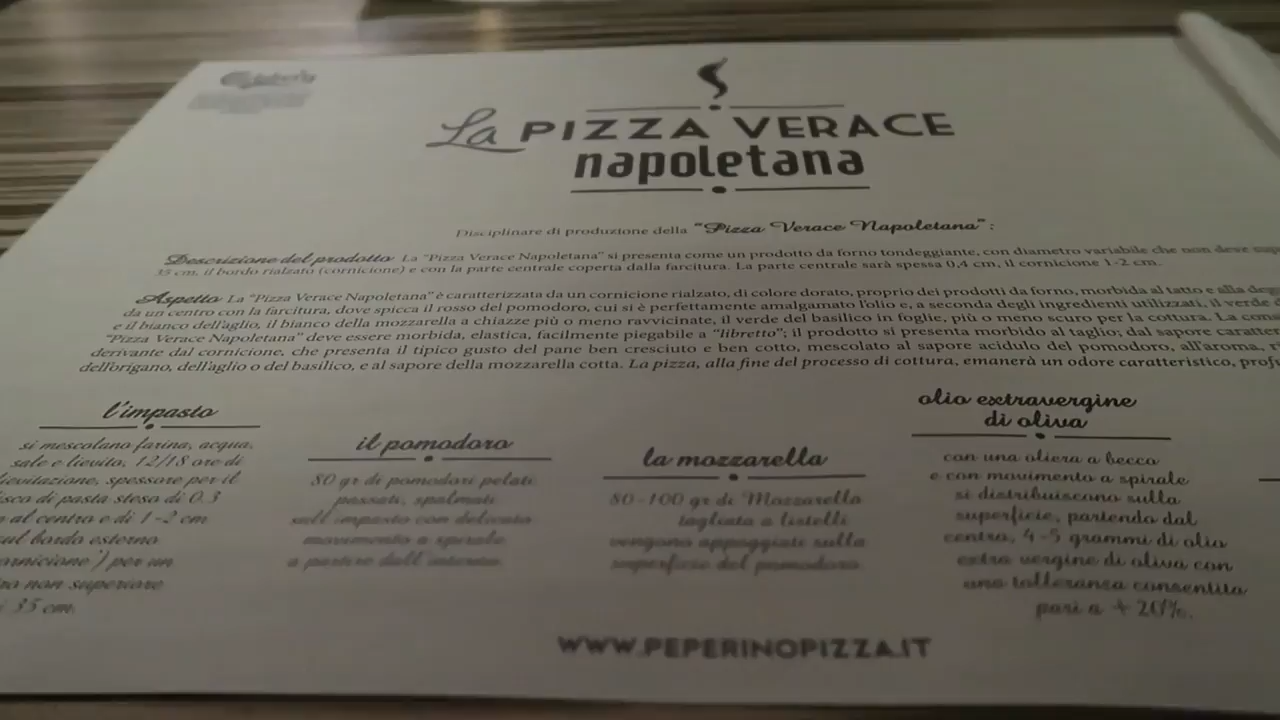 Carlsberg
La PIZZA VERACE
napoletana
Disciplinare di produzione della "Pizza Verace Napoletana":
Descrizione del prodotto La "Pizza Verace Napoletana" si presenta come un prodotto da forno tondeggiante, con diametro variabile che non deve
35 cm, il bordo rialzato (cornicione) e con la parte centrale coperta dalla farcitura. La parte centrale sarà spessa 0,4 cm, il cornicione 1-2 cm.
Aspetto La "Pizza Verace Napoletana" è caratterizzata da un cornicione rialzato, di colore dorato, proprio dei prodotti da forno, morbida al tatto e alla
da un centro con la farcitura, dove spicca il rosso del pomodoro, cui si è perfettamente amalgamato l'olio e, a seconda degli ingredienti utilizzati, il verde
e il bianco dell'aglio, il bianco della mozzarella a chiazze più o meno ravvicinate, il verde del basilico in foglie, più o meno scuro per la cottura. La
"Pizza Verace Napoletana" deve essere morbida, elastica, facilmente piegabile a "libretto"; il prodotto si presenta morbido al taglio; dal sapore
derivante dal cornicione, che presenta il tipico gusto del pane ben cresciuto e ben cotto, mescolato al sapore acidulo del pomodoro, all'aroma,
dell'origano, dell'aglio o del basilico, e al sapore della mozzarella cotta. La pizza, alla fine del processo di cottura, emanerà un odore caratteristico,
l'impasto
si mescolano farina, acqua,
sale e lievito, 12/18 ore di
lievitazione, spessore per il
disco di pasta stesa di 0.3
al centro e di 1-2 cm
sul bordo esterno
per un
non superiore
35 cm.
il pomodoro
80 gr di pomodori pelati
passati, spalmati
sull'impasto con delicato
movimento a spirale
a partire dall'interno.
la mozzarella
80-100 gr di Mozzarella
tagliata a listelli
vengono appoggiati sulla
superficie del pomodoro.
olio extravergine
di oliva
con una oliera a becco
e con movimento a spirale
si distribuiscono sulla
superficie, partendo dal
centro, 4-5 grammi di olio
extra vergine di oliva con
una tolleranza consentita
pari a + 20%.
WWW.PEPERINOPIZZA.IT